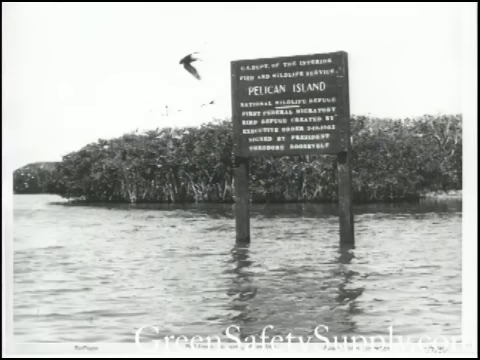 U.S. DEPT. OF THE INTERIOR
FISH AND WILDLIFE SERVICE
PELICAN ISLAND
NATIONAL WILDLIFE REFUGE
FIRST FEDERAL MIGRATORY
BIRD REFUGE CREATED BY
EXECUTIVE ORDER
SIGNED BY PRESIDENT
THEODORE ROOSEVELT
GreenSafetySupply.com